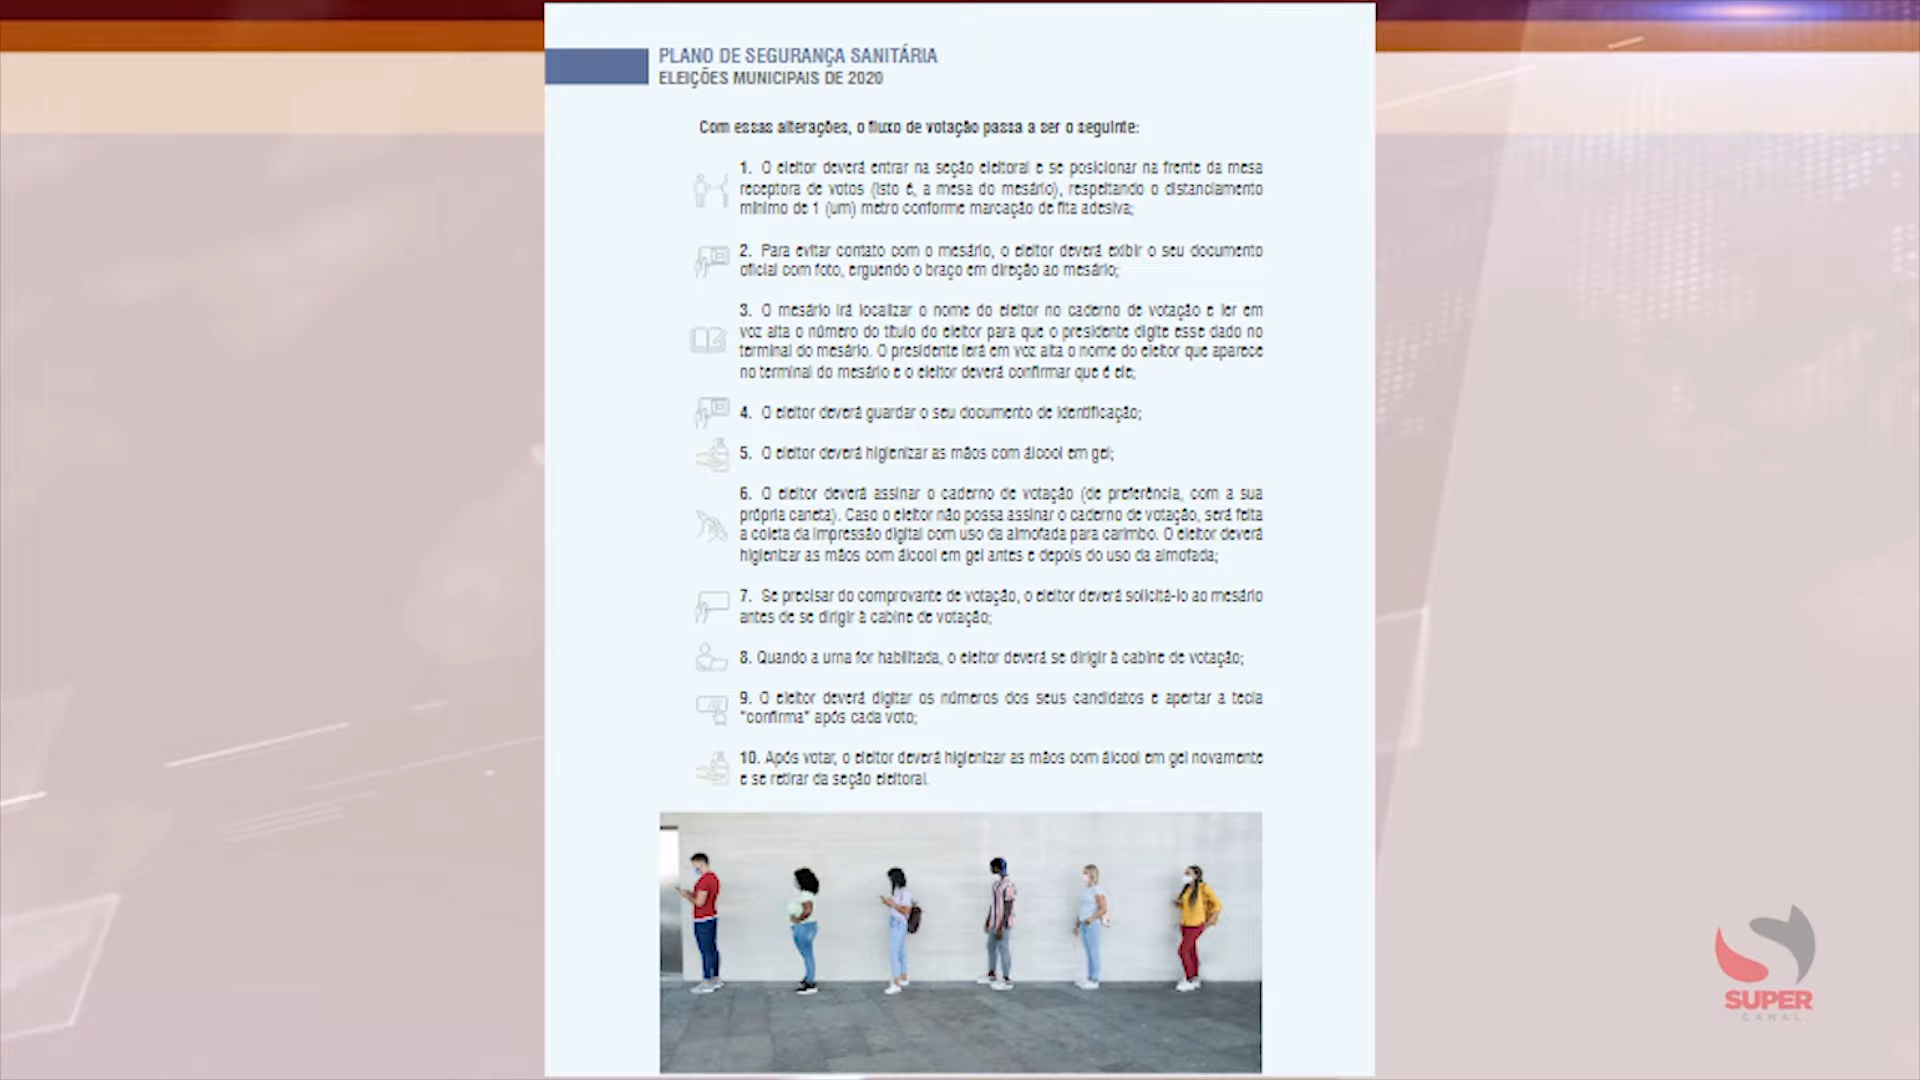 PLANO DE SEGURANÇA SANITÁRIA
ELEIÇÕES MUNICIPAIS DE 2020
Com essas alterações, o fluxo de votação passa a ser o seguinte:
1. O eleitor deverá entrar na seção eleitoral e se posicionar na frente da mesa
receptora de votos (isto é, a mesa do mesário), respeitando o distanciamento
mínimo de 1 (um) metro conforme marcação de fita adesiva;
2. Para evitar contato com o mesário, o eleitor deverá exibir o seu documento
oficial com foto, erguendo o braço em direção ao mesário;
3. O mesário irá localizar o nome do eleitor no caderno de votação e ler em
voz alta o número do título do eleitor para que o presidente digite esse dado no
terminal do mesário. O presidente lerá em voz alta o nome do eleitor que aparece
no terminal do mesário e o eleitor deverá confirmar que é ele;
4. O eleitor deverá guardar o seu documento de identificação;
5. O eleitor deverá higienizar as mãos com álcool em gel;
6. O eleitor deverá assinar o caderno de votação (de preferência, com a sua
própria caneta). Caso o eleitor não possa assinar o caderno de votação, será feita
a coleta da impressão digital com uso da almofada para carimbo. O eleitor deverá
higienizar as mãos com álcool em gel antes e depois do uso da almofada;
7. Se precisar do comprovante de votação, o eleitor deverá solicitá-lo ao mesário
antes de se dirigir à cabine de votação;
8. Quando a urna for habilitada, o eleitor deverá se dirigir à cabine de votação;
9. O eleitor deverá digitar os números dos seus candidatos e apertar a tecla
"confirma" após cada voto;
10. Após votar, o eleitor deverá higienizar as mãos com álcool em gel novamente
e se retirar da seção eleitoral.
SUPER
CANAL